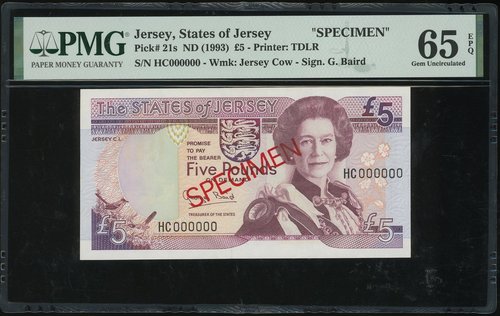 PMG
PAPER MONEY GUARANTY
Jersey, States of Jersey "SPECIMEN"
Pick# 21s ND (1993) £5 - Printer: TDLR
S/N HC000000 - Wmk: Jersey Cow - Sign. G. Baird
65 EPQ
Gem Uncirculated
The STATES of JERSEY
£5
JERSEY C.I.
PROMISE
TO PAY
THE BEARER
Five Pounds
ON DEMAND
HC000000
SPECIMEN
TREASURER OF THE STATES
£5
HC000000
£5